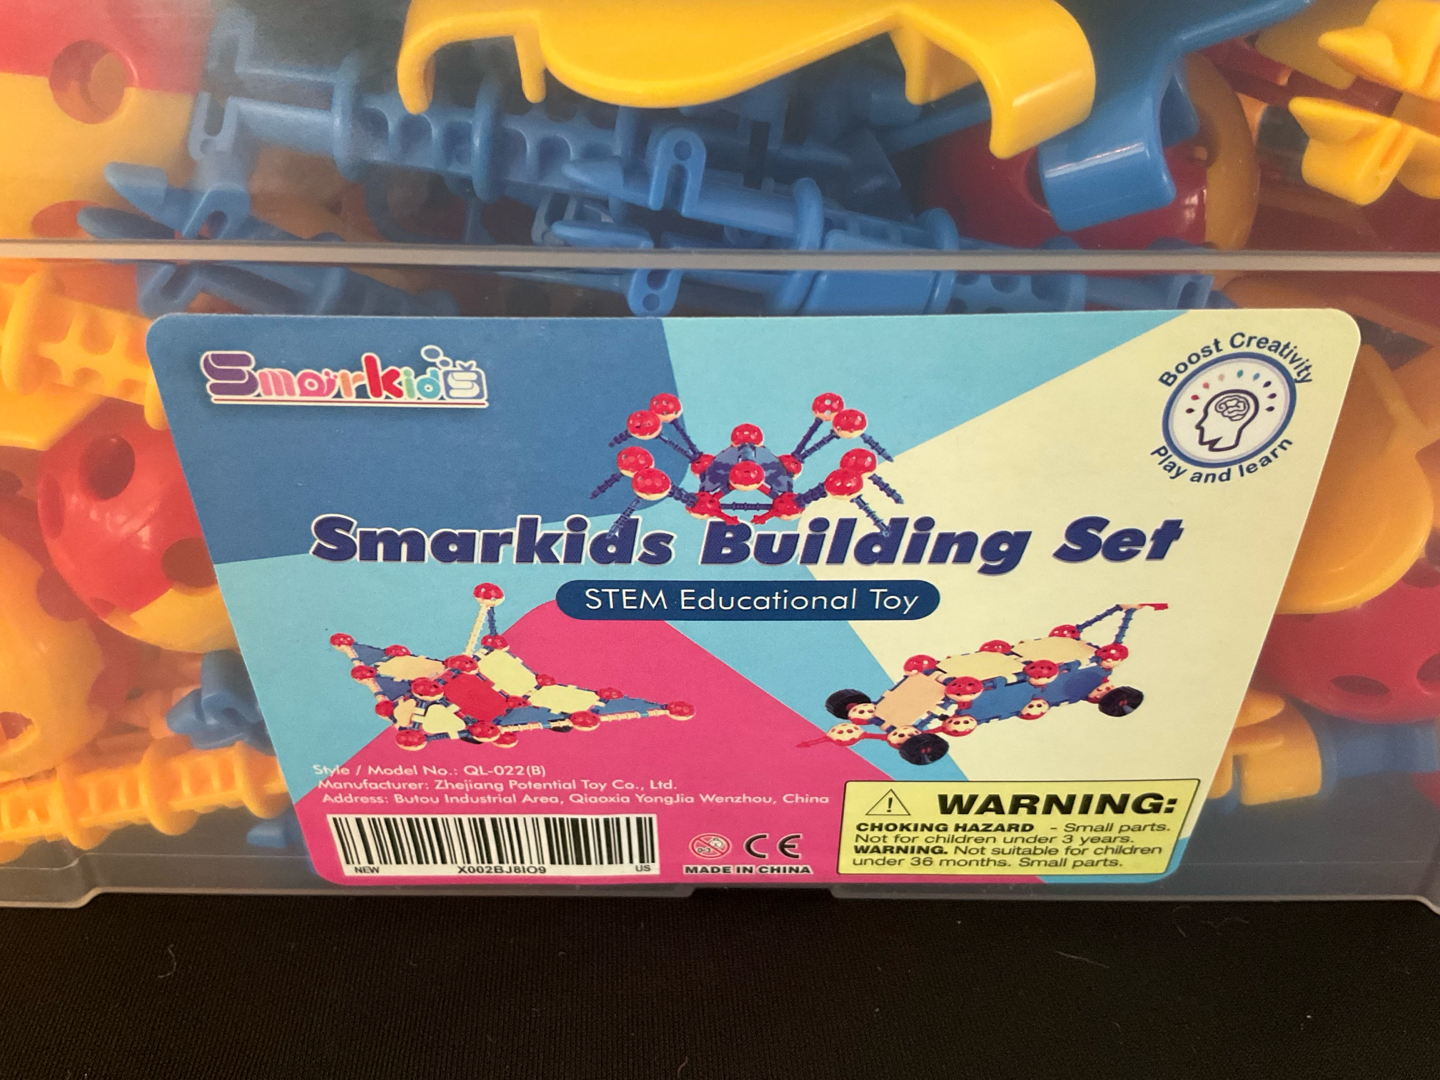 Smarkids
Boost Creativity
Play and learn
Smarkids Building Set
STEM Educational Toy
Style / Model No.: QL-022(B)
Manufacturer: Zhejiang Potential Toy Co., Ltd.
Address: Butou Industrial Area, Qiaoxia YongJia Wenzhou, China
NEW X002BJ8IO9 US
0-3
CE
MADE IN CHINA
WARNING:
CHOKING HAZARD - Small parts.
Not for children under 3 years.
WARNING. Not suitable for children
under 36 months. Small parts.